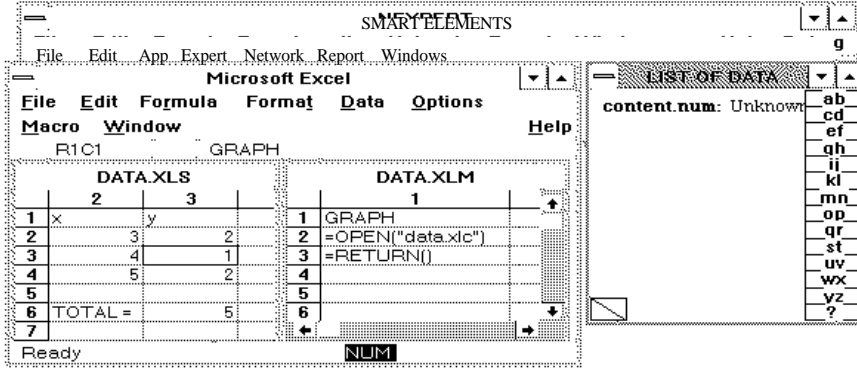 SMART ELEMENTS
File Edit App Expert Network Report Windows
g
Microsoft Excel
File Edit Formula Format Data Options
Macro Window Help
R1C1 GRAPH
DATA.XLS
2 3
1 x y
2 3 2
3 4 1
4 5 2
5
6 TOTAL = 5
7
DATA.XLM
1
1 GRAPH
2 =OPEN("data.xlc")
3 =RETURN()
4
5
6
Ready NUM
LIST OF DATA
content.num: Unknown
ab
cd
ef
gh
ij
kl
mn
op
qr
st
uv
wx
yz
?